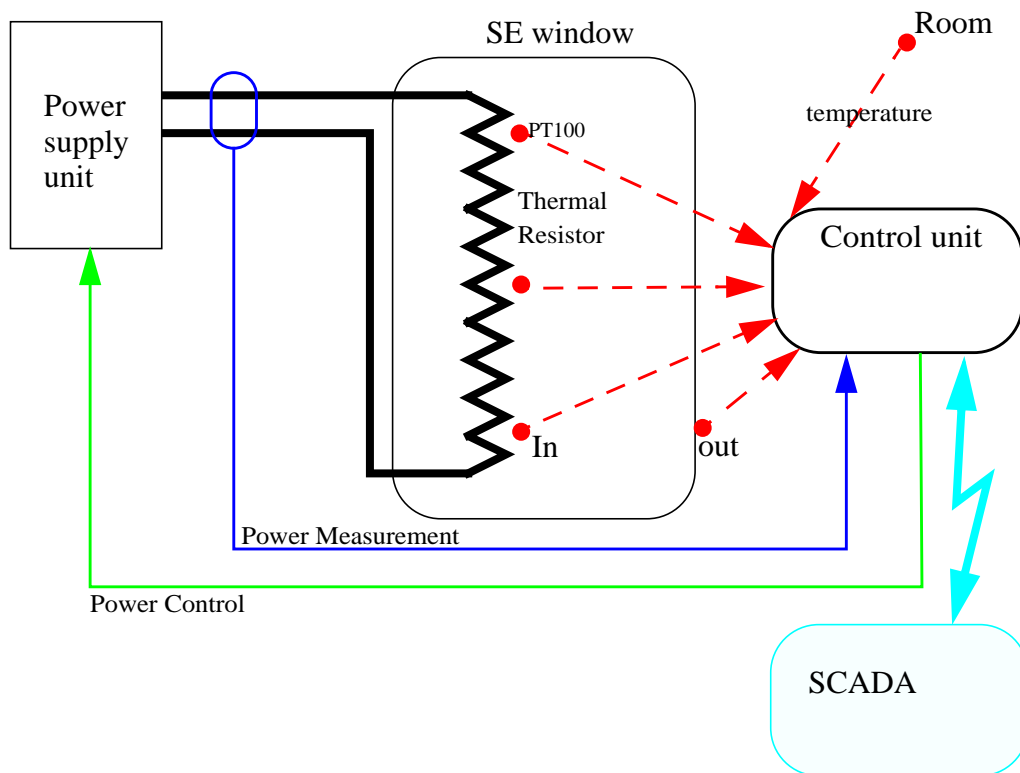 Room
SE window
Power
supply
unit
temperature
PT100
Thermal
Resistor
Control unit
In
out
Power Measurement
Power Control
SCADA